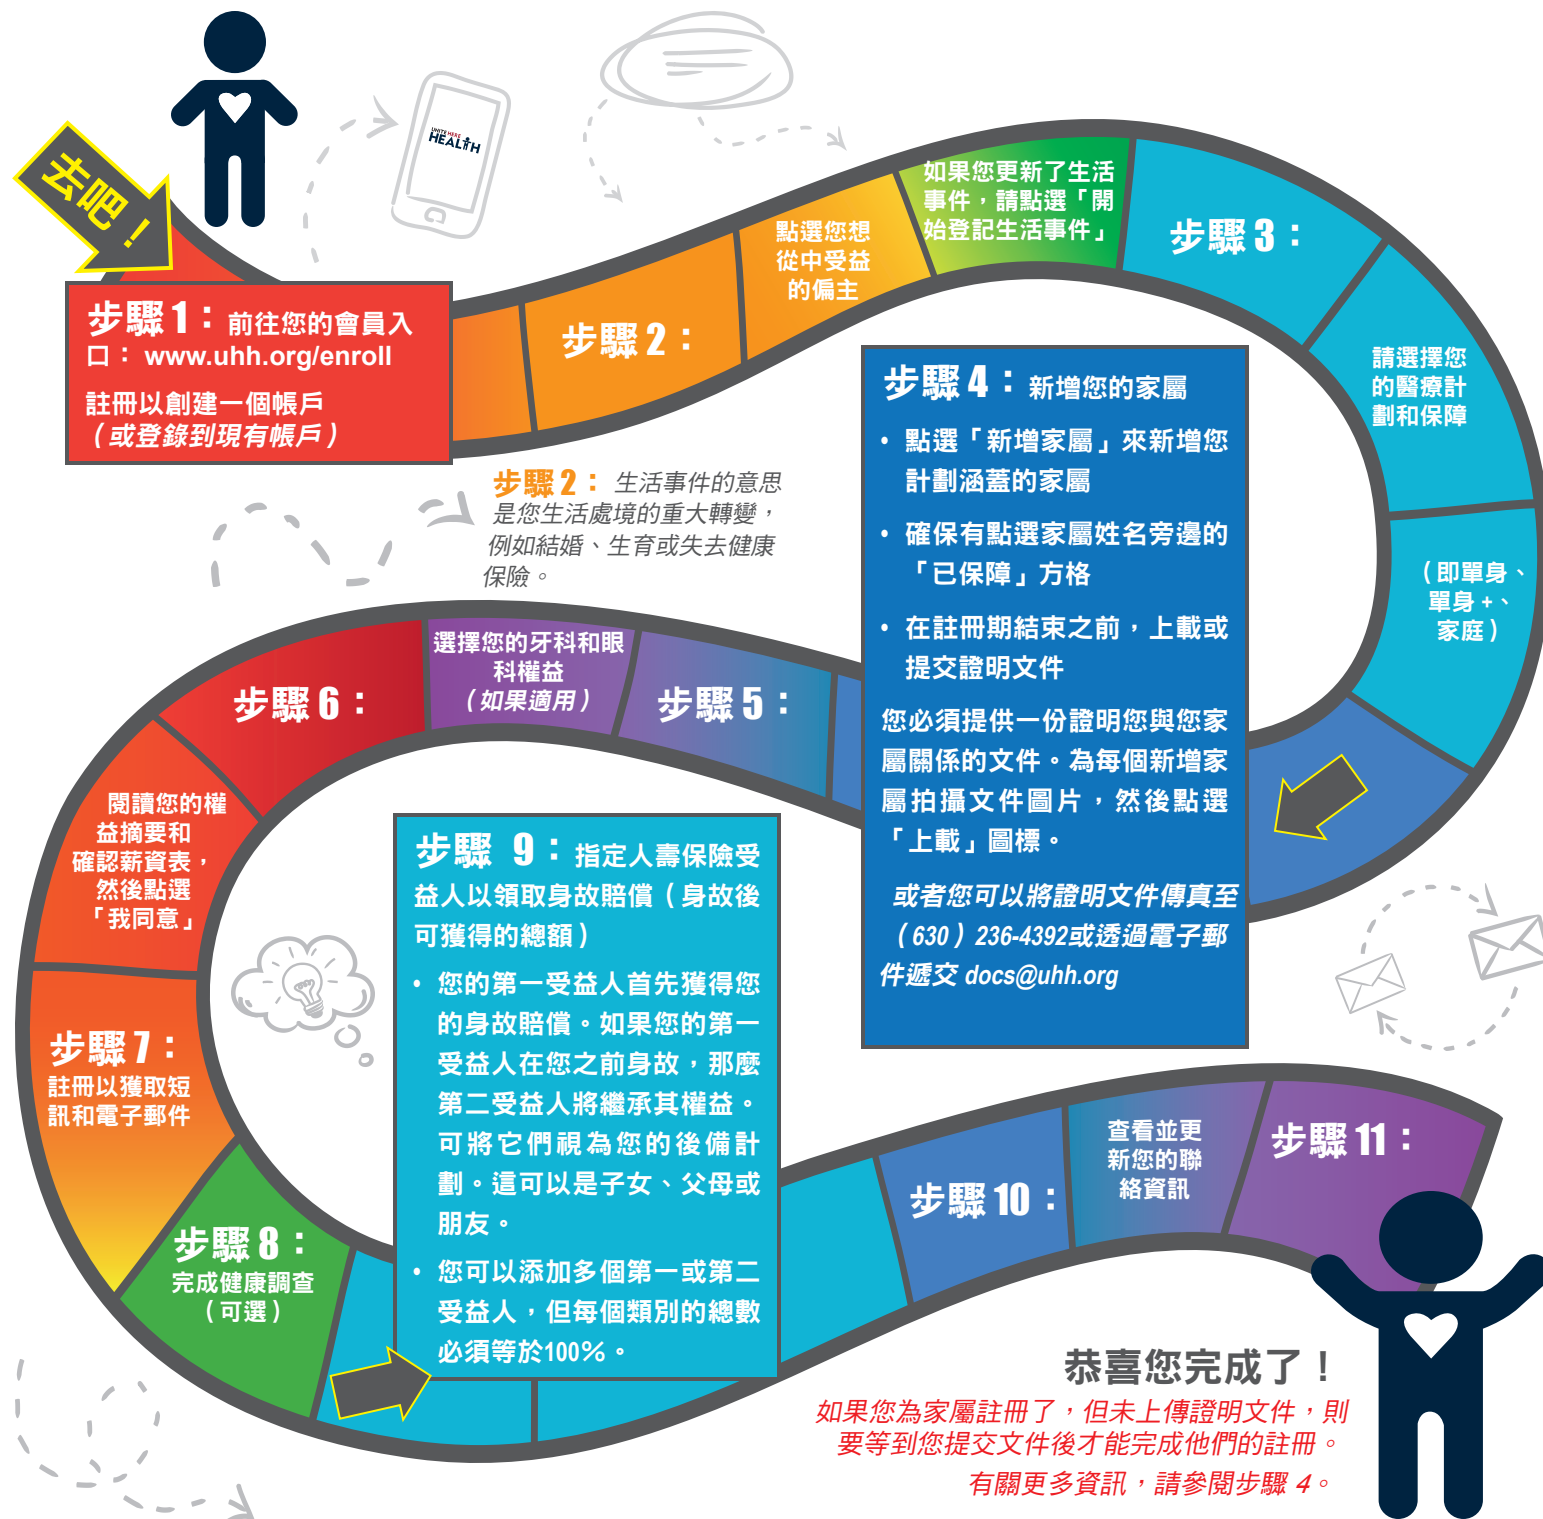 去吧！
UNITE HERE
HEALTH
步驟 1：前往您的會員入
口： www.uhh.org/enroll
註冊以創建一個帳戶
（或登錄到現有帳戶）
步驟 2：
點選您想
從中受益
的偏主
如果您更新了生活
事件，請點選「開
始登記生活事件」
步驟 2： 生活事件的意思
是您生活處境的重大轉變，
例如結婚、生育或失去健康
保險。
步驟 3：
請選擇您
的醫療計
劃和保障
（即單身、
單身 +、
家庭）
步驟 4：新增您的家屬
• 點選「新增家屬」來新增您
計劃涵蓋的家屬
• 確保有點選家屬姓名旁邊的
「已保障」方格
• 在註冊期結束之前，上載或
提交證明文件
您必須提供一份證明您與您家
屬關係的文件。為每個新增家
屬拍攝文件圖片，然後點選
「上載」圖標。
或者您可以將證明文件傳真至
（630）236-4392或透過電子郵
件遞交 docs@uhh.org
步驟 5：
選擇您的牙科和眼
科權益
（如果適用）
步驟 6：
閱讀您的權
益摘要和
確認薪資表，
然後點選
「我同意」
步驟 7：
註冊以獲取短
訊和電子郵件
步驟 8：
完成健康調查
（可選）
步驟 9：指定人壽保險受
益人以領取身故賠償（身故後
可獲得的總額）
• 您的第一受益人首先獲得您
的身故賠償。如果您的第一
受益人在您之前身故，那麼
第二受益人將繼承其權益。
可將它們視為您的後備計
劃。這可以是子女、父母或
朋友。
• 您可以添加多個第一或第二
受益人，但每個類別的總數
必須等於100%。
步驟 10：
查看並更
新您的聯
絡資訊
步驟 11：
恭喜您完成了！
如果您為家屬註冊了，但未上傳證明文件，則
要等到您提交文件後才能完成他們的註冊。
有關更多資訊，請參閱步驟 4。